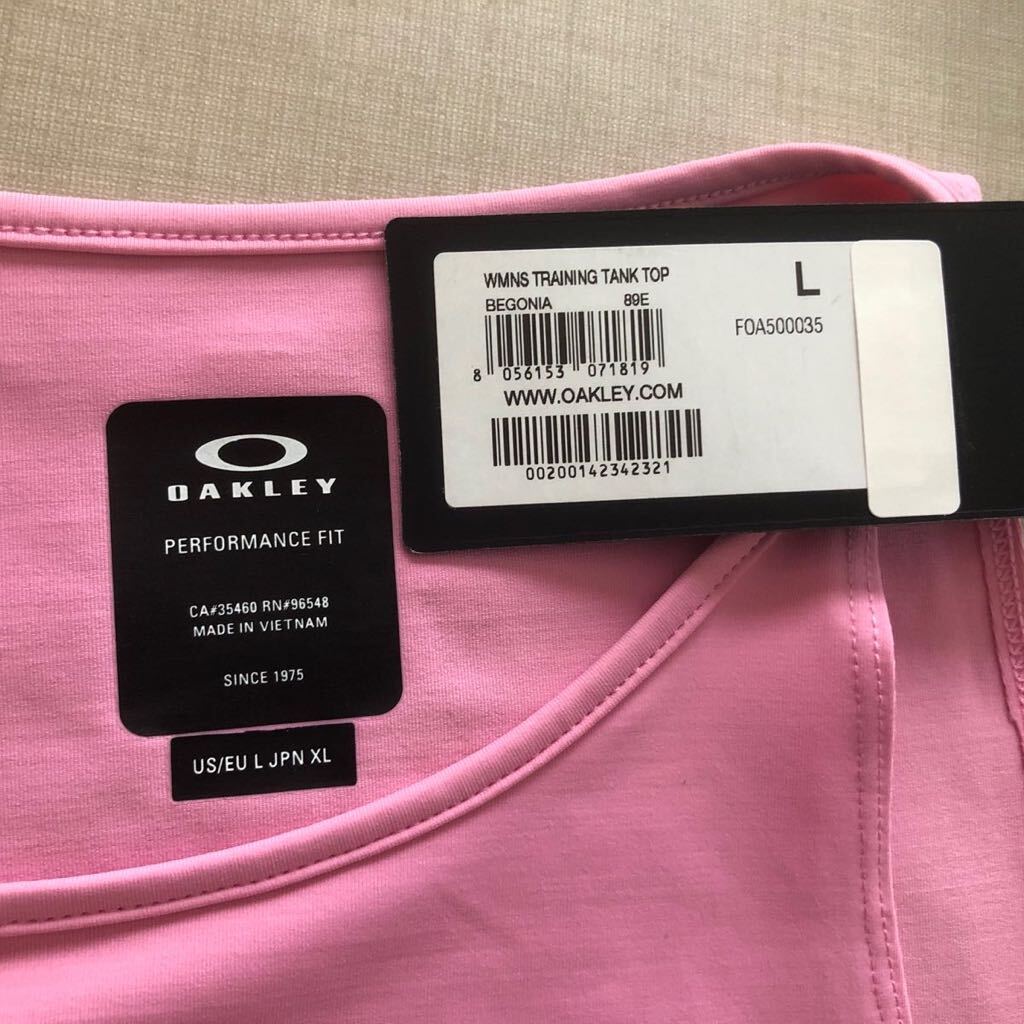 WMNS TRAINING TANK TOP
L
BEGONIA 89E
FOA500035
8 056153 071819
WWW.OAKLEY.COM
00200142342321
OAKLEY
PERFORMANCE FIT
CA#35460 RN#96548
MADE IN VIETNAM
SINCE 1975
US/EU L JPN XL